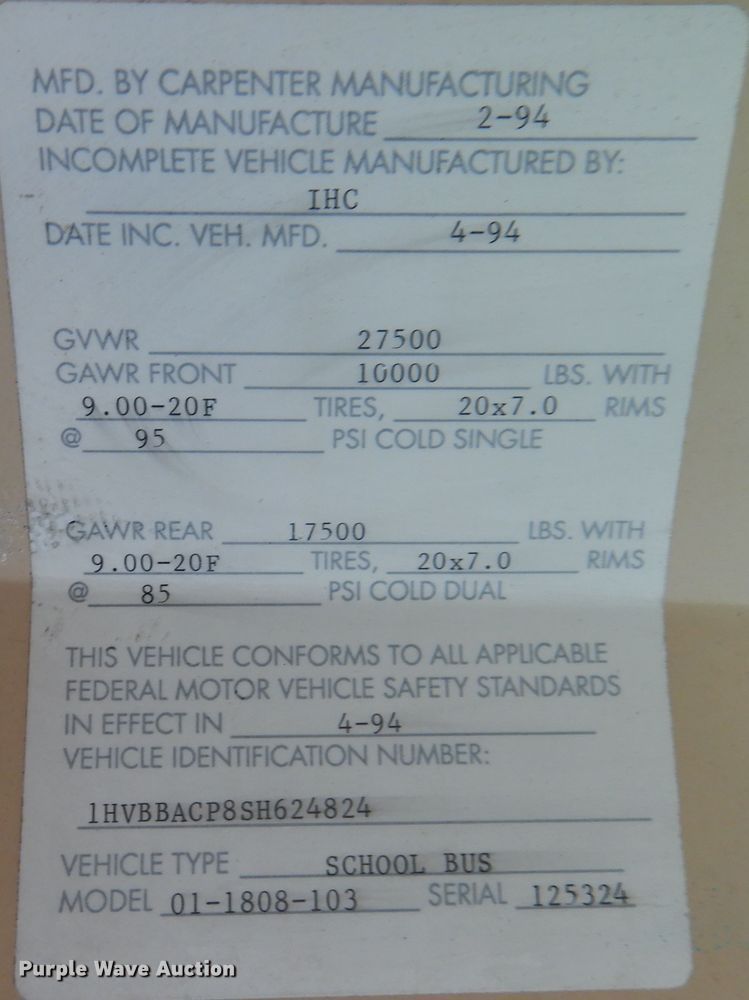 MFD. BY CARPENTER MANUFACTURING
DATE OF MANUFACTURE 2-94
INCOMPLETE VEHICLE MANUFACTURED BY:
IHC
DATE INC. VEH. MFD. 4-94
GVWR 27500
GAWR FRONT 10000 LBS. WITH
9.00-20F TIRES, 20x7.0 RIMS
@ 95 PSI COLD SINGLE
GAWR REAR 17500 LBS. WITH
9.00-20F TIRES, 20x7.0 RIMS
@ 85 PSI COLD DUAL
THIS VEHICLE CONFORMS TO ALL APPLICABLE
FEDERAL MOTOR VEHICLE SAFETY STANDARDS
IN EFFECT IN 4-94
VEHICLE IDENTIFICATION NUMBER:
1HVBBACP8SH624824
VEHICLE TYPE SCHOOL BUS
MODEL 01-1808-103 SERIAL 125324
Purple Wave Auction